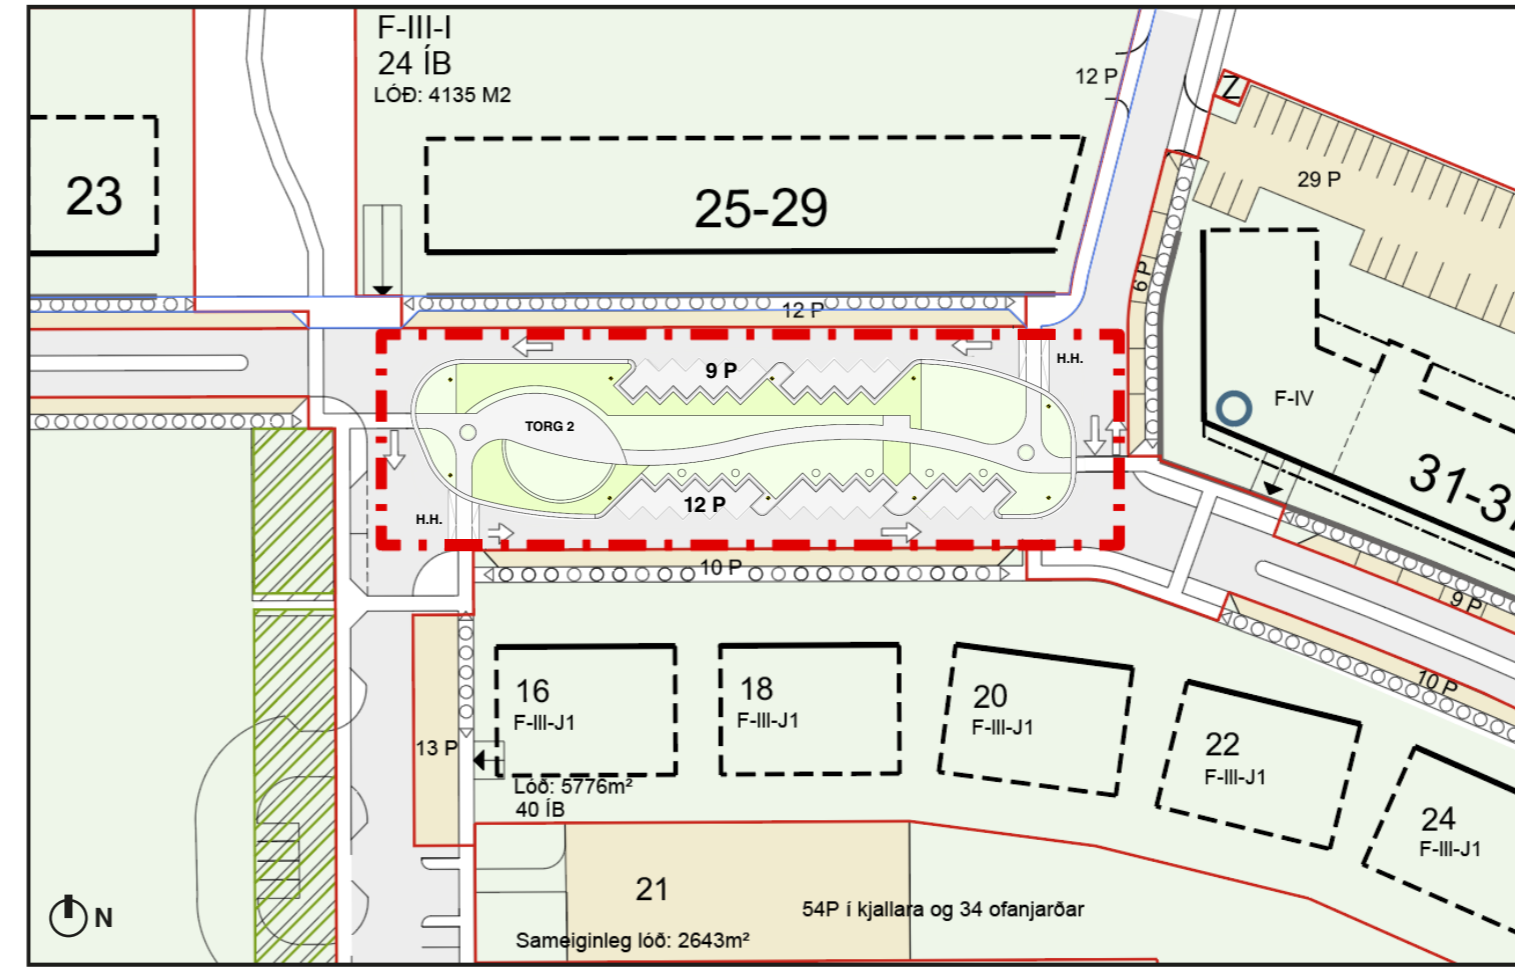 F-III-I
24 ÍB
LÓÐ: 4135 M2
12 P
23
25-29
29 P
6 P
12 P
H.H.
9 P
F-IV
TORG 2
31-3
12 P
H.H.
10 P
9 P
10 P
16
F-III-J1
18
F-III-J1
20
F-III-J1
22
F-III-J1
24
F-III-J1
13 P
Lóð: 5776m²
40 ÍB
21
54P í kjallara og 34 ofanjarðar
Sameiginleg lóð: 2643m²
N